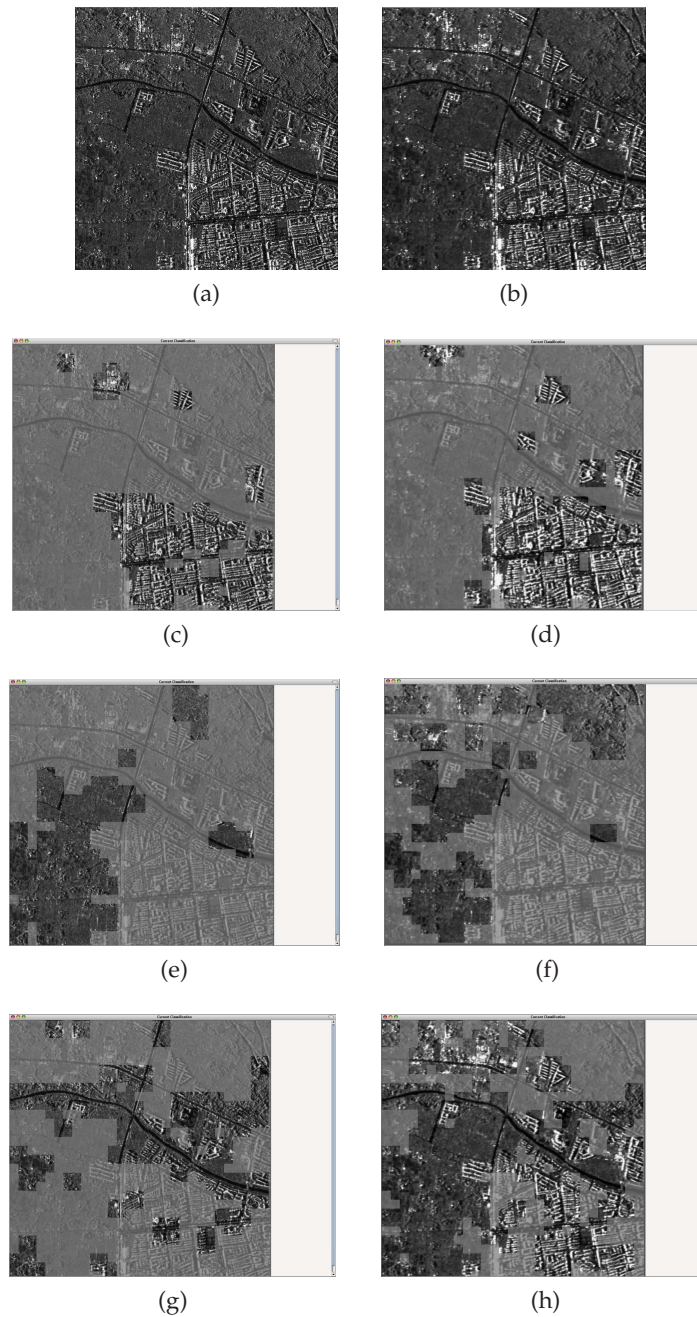 (a)
(b)
Current Classification
Current Classification
(c)
(d)
Current Classification
Current Classification
(e)
(f)
Current Classification
Current Classification
(g)
(h)